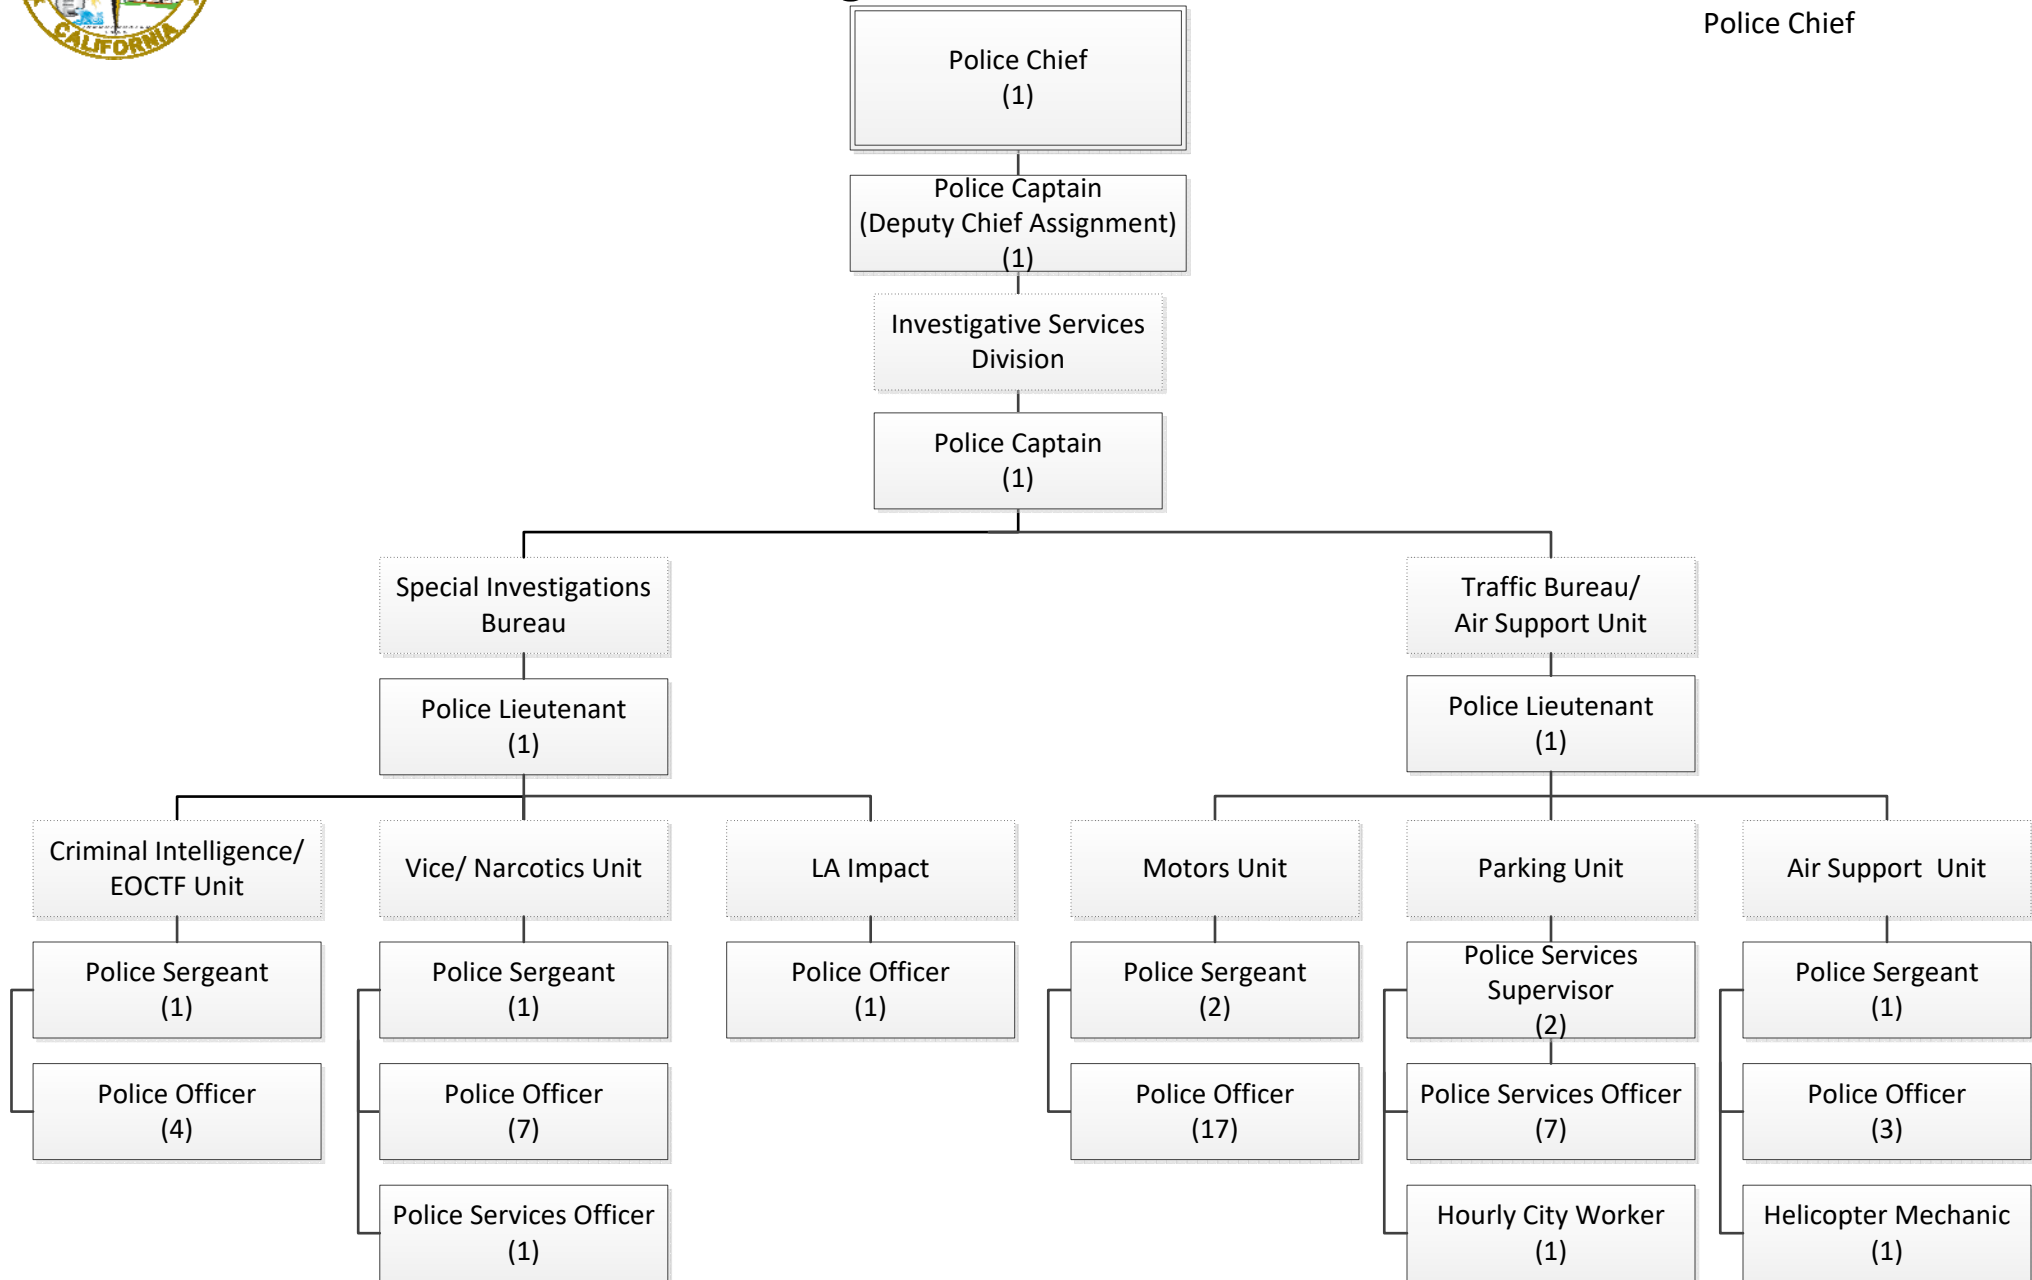 CALIFORNIA
Police Chief
Police Chief
(1)
Police Captain
(Deputy Chief Assignment)
(1)
Investigative Services
Division
Police Captain
(1)
Special Investigations
Bureau
Traffic Bureau/
Air Support Unit
Police Lieutenant
(1)
Police Lieutenant
(1)
Criminal Intelligence/
EOCTF Unit
Vice/ Narcotics Unit
LA Impact
Motors Unit
Parking Unit
Air Support  Unit
Police Sergeant
(1)
Police Sergeant
(1)
Police Officer
(1)
Police Sergeant
(2)
Police Services
Supervisor
(2)
Police Sergeant
(1)
Police Officer
(4)
Police Officer
(7)
Police Officer
(17)
Police Services Officer
(7)
Police Officer
(3)
Police Services Officer
(1)
Hourly City Worker
(1)
Helicopter Mechanic
(1)